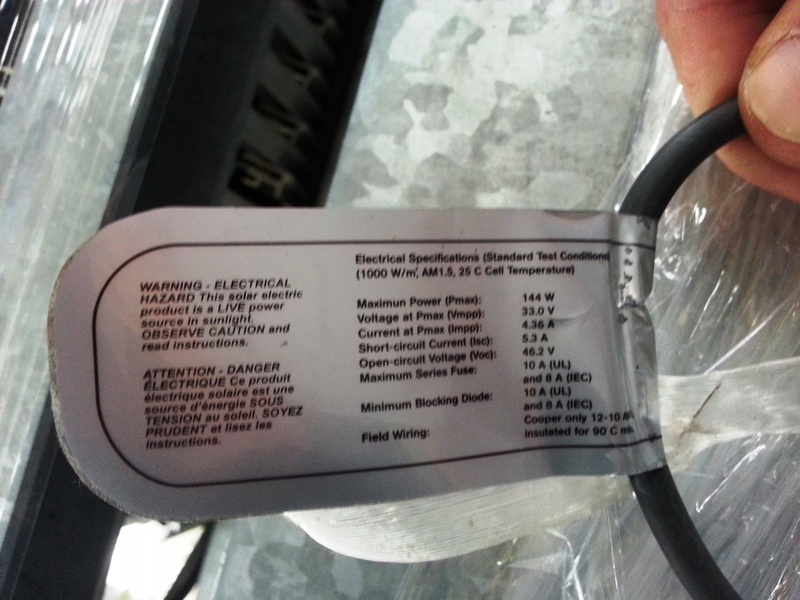 WARNING - ELECTRICAL
HAZARD This solar electric
product is a LIVE power
source in sunlight.
OBSERVE CAUTION and
read instructions.
ATTENTION - DANGER
ÉLECTRIQUE Ce produit
électrique solaire est une
source d'énergie SOUS
TENSION au soleil. SOYEZ
PRUDENT et lisez les
instructions.
Electrical Specifications (Standard Test Conditions)
(1000 W/m², AM1.5, 25 C Cell Temperature)
Maximun Power (Pmax): 144 W
Voltage at Pmax (Vmpp): 33.0 V
Current at Pmax (Impp): 4.36 A
Short-circuit Current (Isc): 5.3 A
Open-circuit Voltage (Voc): 46.2 V
Maximum Series Fuse: 10 A (UL)
and 8 A (IEC)
Minimum Blocking Diode: 10 A (UL)
and 8 A (IEC)
Field Wiring: Cooper only 12-10
insulated for 90 C